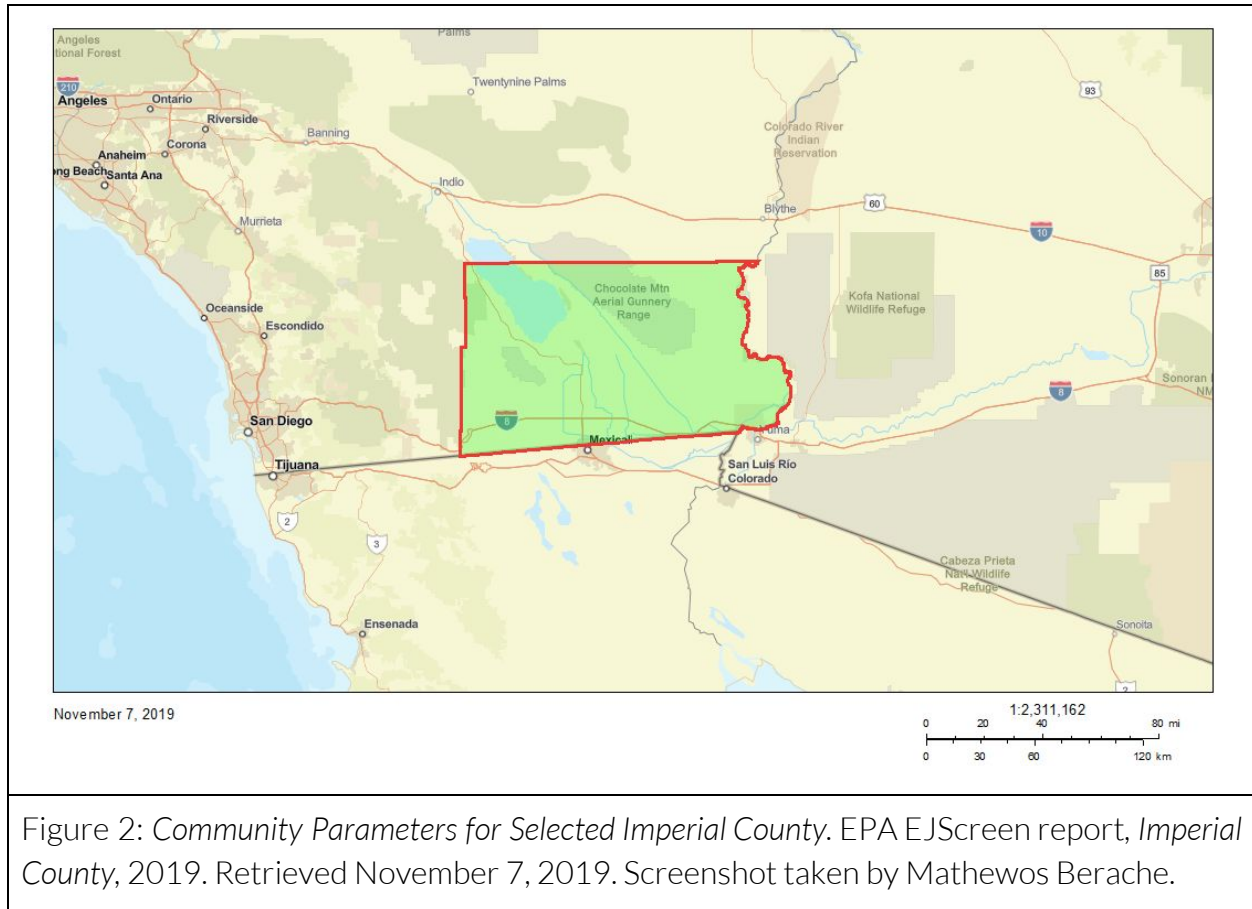 Palms
Angeles
tional Forest
210
Angeles
Ontario
Riverside
Twentynine Palms
93
Banning
Corona
Colorado River
Indian
Reservation
Anaheim
ong Beach
Santa Ana
Indio
Murrieta
Blythe
60
10
85
Chocolate Mtn
Aerial Gunnery
Range
Kofa National
Wildlife Refuge
Oceanside
Escondido
Sonoran
NM
8
San Diego
8
Mexicali
Yuma
Tijuana
San Luis Río
Colorado
2
3
Cabeza Prieta
Nat'l Wildlife
Refuge
Ensenada
Sonoita
2
November 7, 2019
1:2,311,162
0 20 40 80 mi
0 30 60 120 km
Figure 2: Community Parameters for Selected Imperial County. EPA EJScreen report, Imperial
County, 2019. Retrieved November 7, 2019. Screenshot taken by Mathewos Berache.